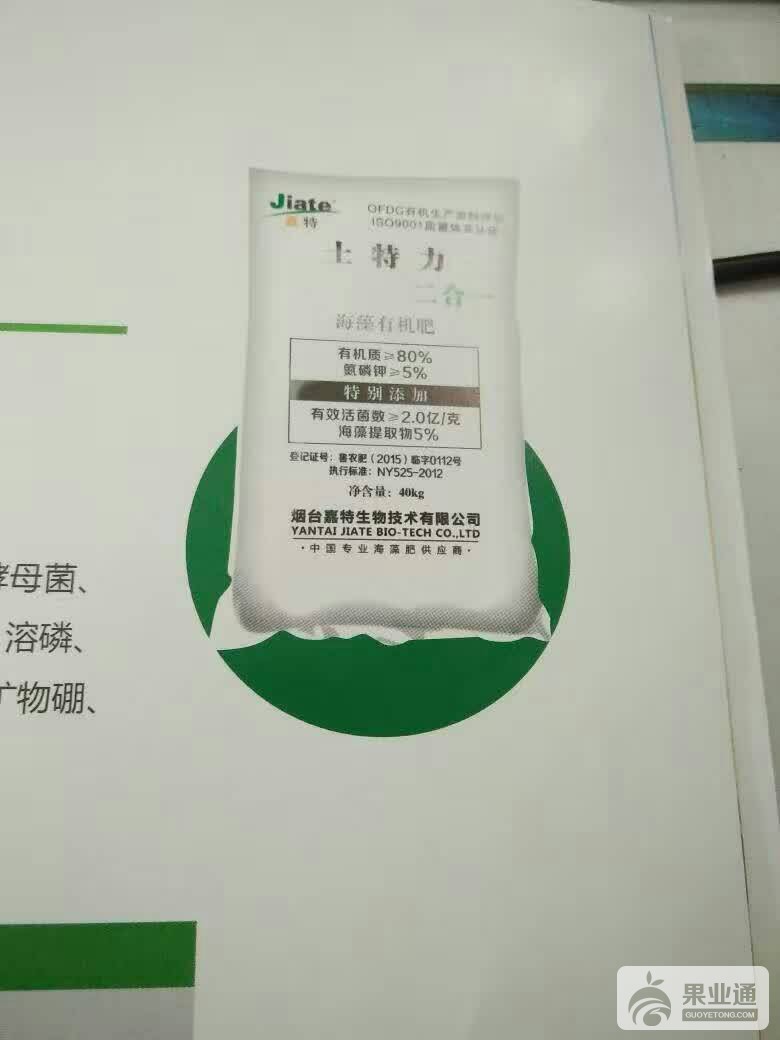 Jiate
嘉特
OFDG有机生产资料评估
ISO9001质量体系认证
土特力
二合一
海藻有机肥
有机质≥80%
氮磷钾≥5%
特别添加
有效活菌数≥2.0亿/克
海藻提取物5%
登记证号：鲁农肥（2015）临字0112号
执行标准：NY525-2012
净含量：40kg
烟台嘉特生物技术有限公司
YANTAI JIATE BIO-TECH CO.,LTD
·中国专业海藻肥供应商·
酵母菌、
溶磷、
矿物硼、
果业通
GUOYETONG.COM